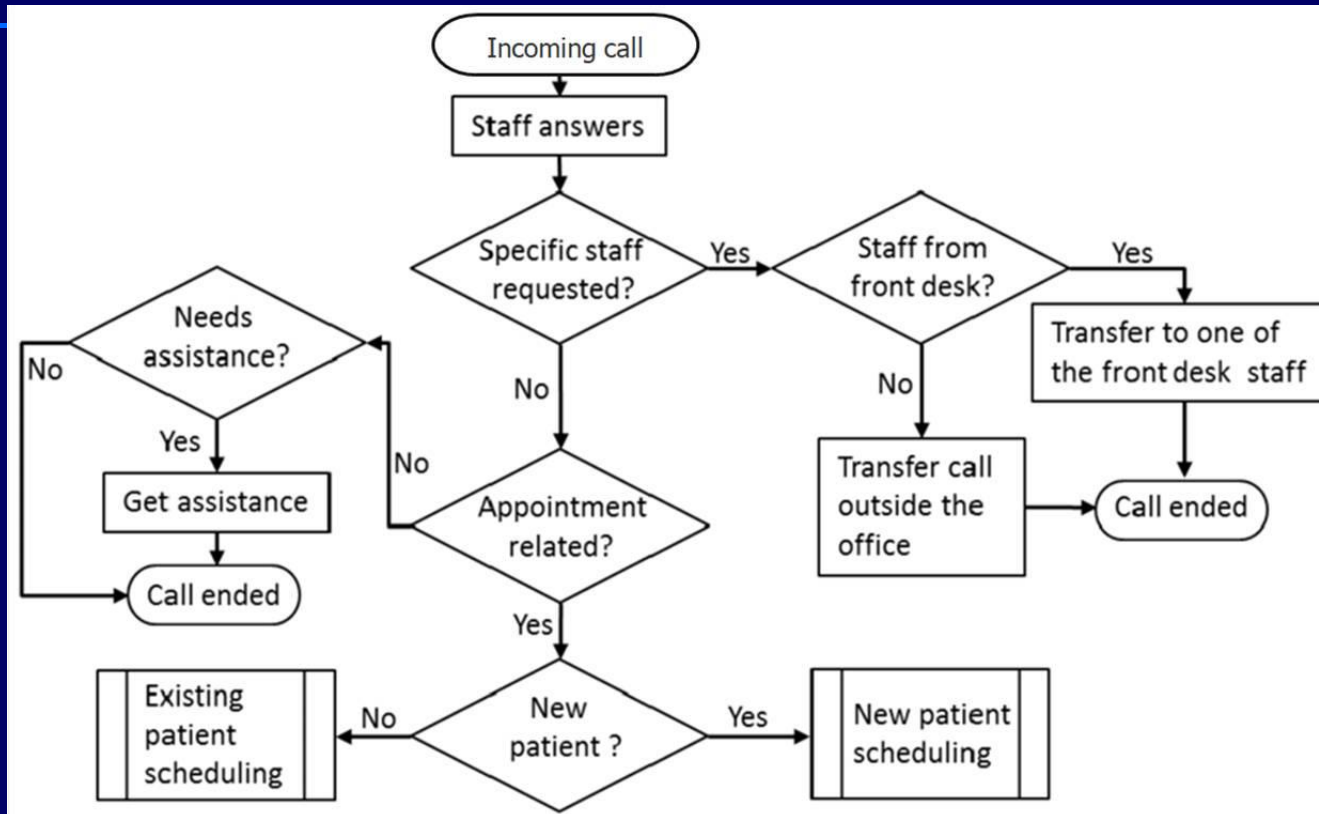 Incoming call
Staff answers
Specific staff
requested?
Yes
Staff from
front desk?
Yes
Transfer to one of
the front desk staff
No
Transfer call
outside the
office
Call ended
No
Appointment
related?
No
Needs
assistance?
No
Yes
Get assistance
Call ended
Yes
New
patient ?
No
Existing
patient
scheduling
Yes
New patient
scheduling